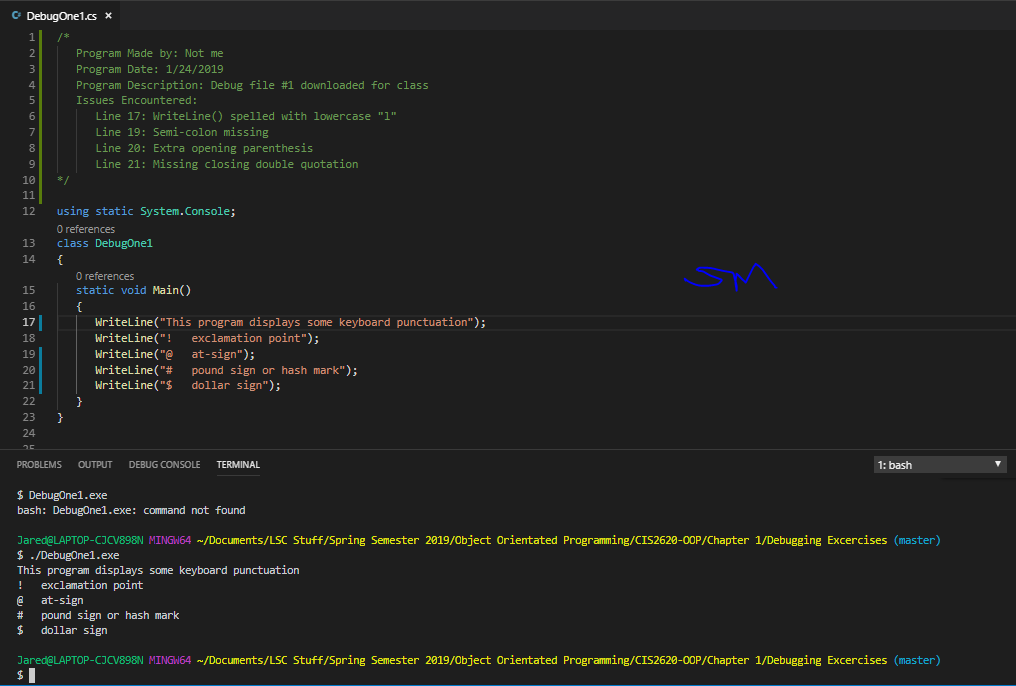 DebugOne1.cs ×
1 /*
2 Program Made by: Not me
3 Program Date: 1/24/2019
4 Program Description: Debug file #1 downloaded for class
5 Issues Encountered:
6 Line 17: WriteLine() spelled with lowercase "l"
7 Line 19: Semi-colon missing
8 Line 20: Extra opening parenthesis
9 Line 21: Missing closing double quotation
10 */
11
12 using static System.Console;
0 references
13 class DebugOne1
14 {
0 references
15 static void Main()
16 {
17 WriteLine("This program displays some keyboard punctuation");
18 WriteLine("!   exclamation point");
19 WriteLine("@   at-sign");
20 WriteLine("#   pound sign or hash mark");
21 WriteLine("$   dollar sign");
22 }
23 }
24
25
PROBLEMS OUTPUT DEBUG CONSOLE TERMINAL 1: bash
$ DebugOne1.exe
bash: DebugOne1.exe: command not found
Jared@LAPTOP-CJCV898N MINGW64 ~/Documents/LSC Stuff/Spring Semester 2019/Object Orientated Programming/CIS2620-OOP/Chapter 1/Debugging Excercises (master)
$ ./DebugOne1.exe
This program displays some keyboard punctuation
!   exclamation point
@   at-sign
#   pound sign or hash mark
$   dollar sign
Jared@LAPTOP-CJCV898N MINGW64 ~/Documents/LSC Stuff/Spring Semester 2019/Object Orientated Programming/CIS2620-OOP/Chapter 1/Debugging Excercises (master)
$